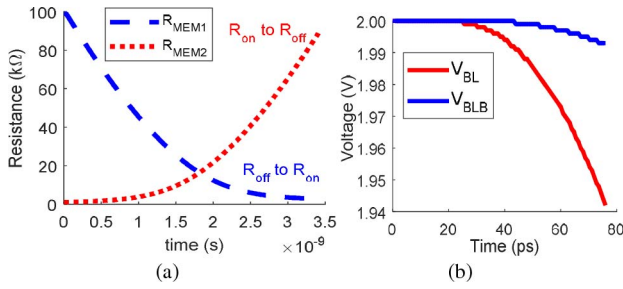 100
80
60
40
20
0
Resistance (kΩ)
R_MEM1
R_MEM2
R_on to R_off
R_off to R_on
0 0.5 1 1.5 2 2.5 3 3.5
time (s)
×10⁻⁹
(a)
2.00
1.99
1.98
1.97
1.96
1.95
1.94
Voltage (V)
V_BL
V_BLB
0 20 40 60 80
Time (ps)
(b)